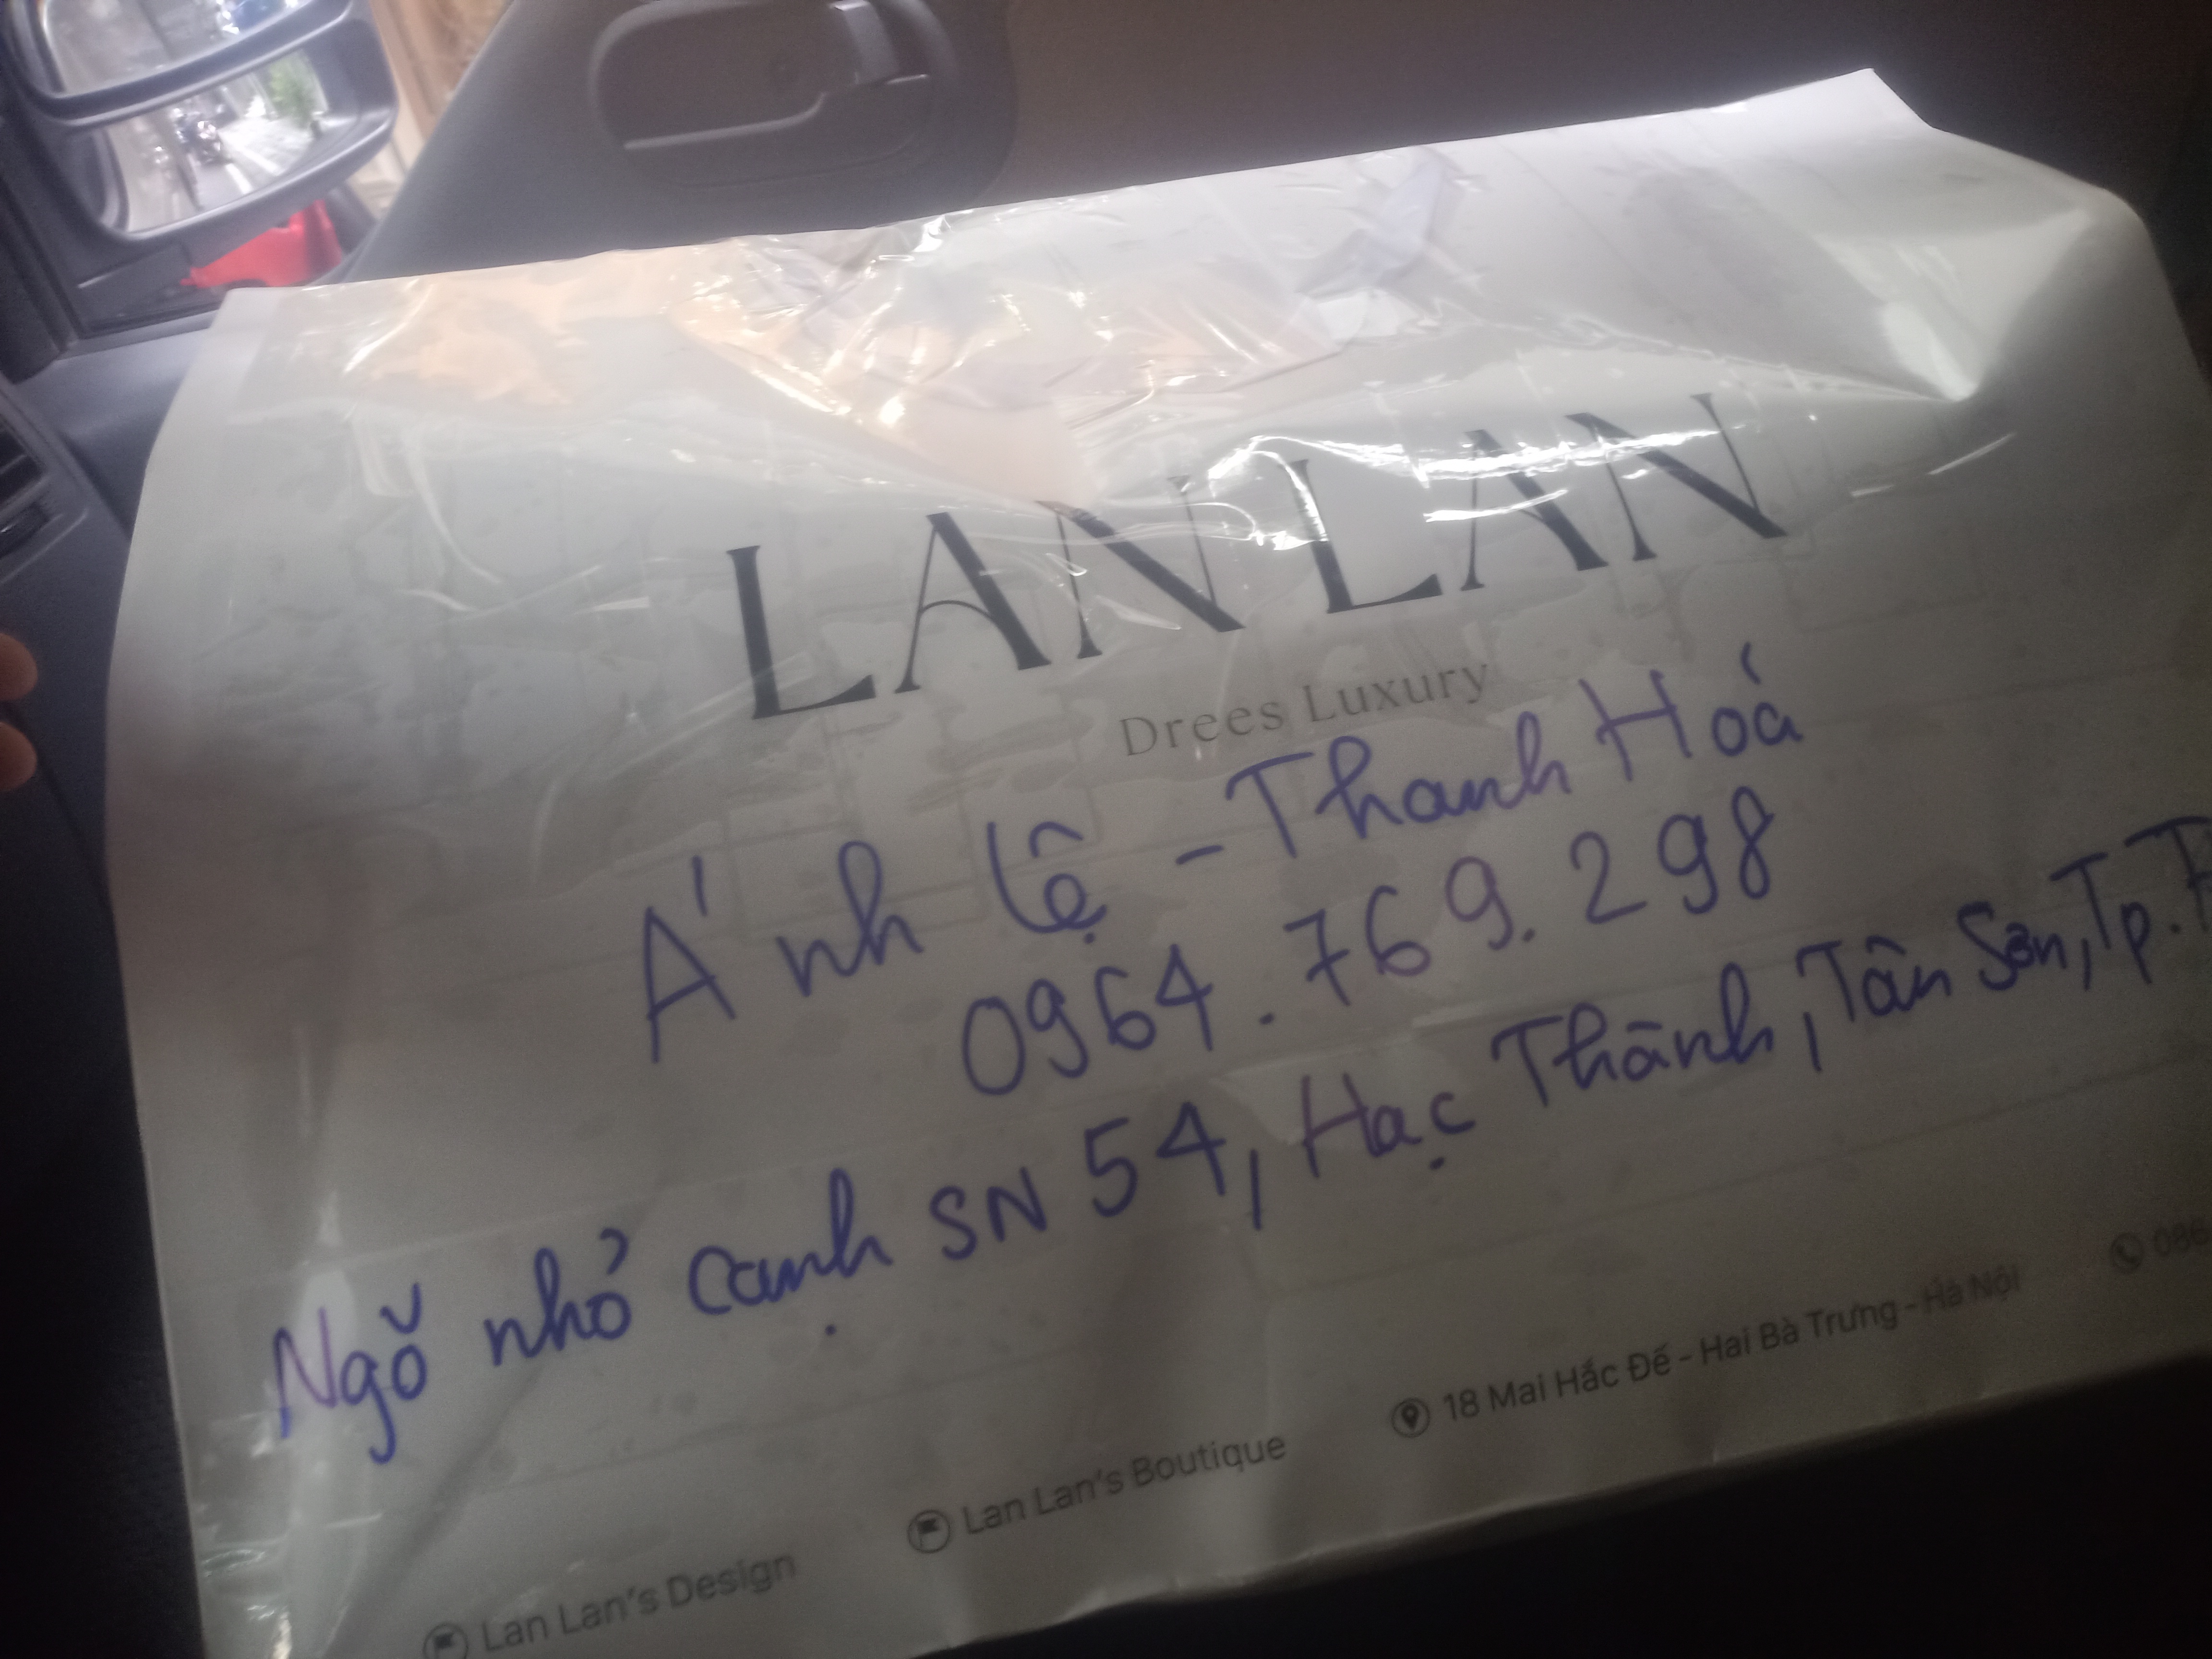 LAN LAN
Drees Luxury
Ánh Lệ - Thanh Hoá
0964.769.298
Ngõ nhỏ cạnh SN 54, Hạc Thành, Tân Sơn, Tp.
Lan Lan's Design
Lan Lan's Boutique
18 Mai Hắc Đế - Hai Bà Trưng - Hà Nội
086